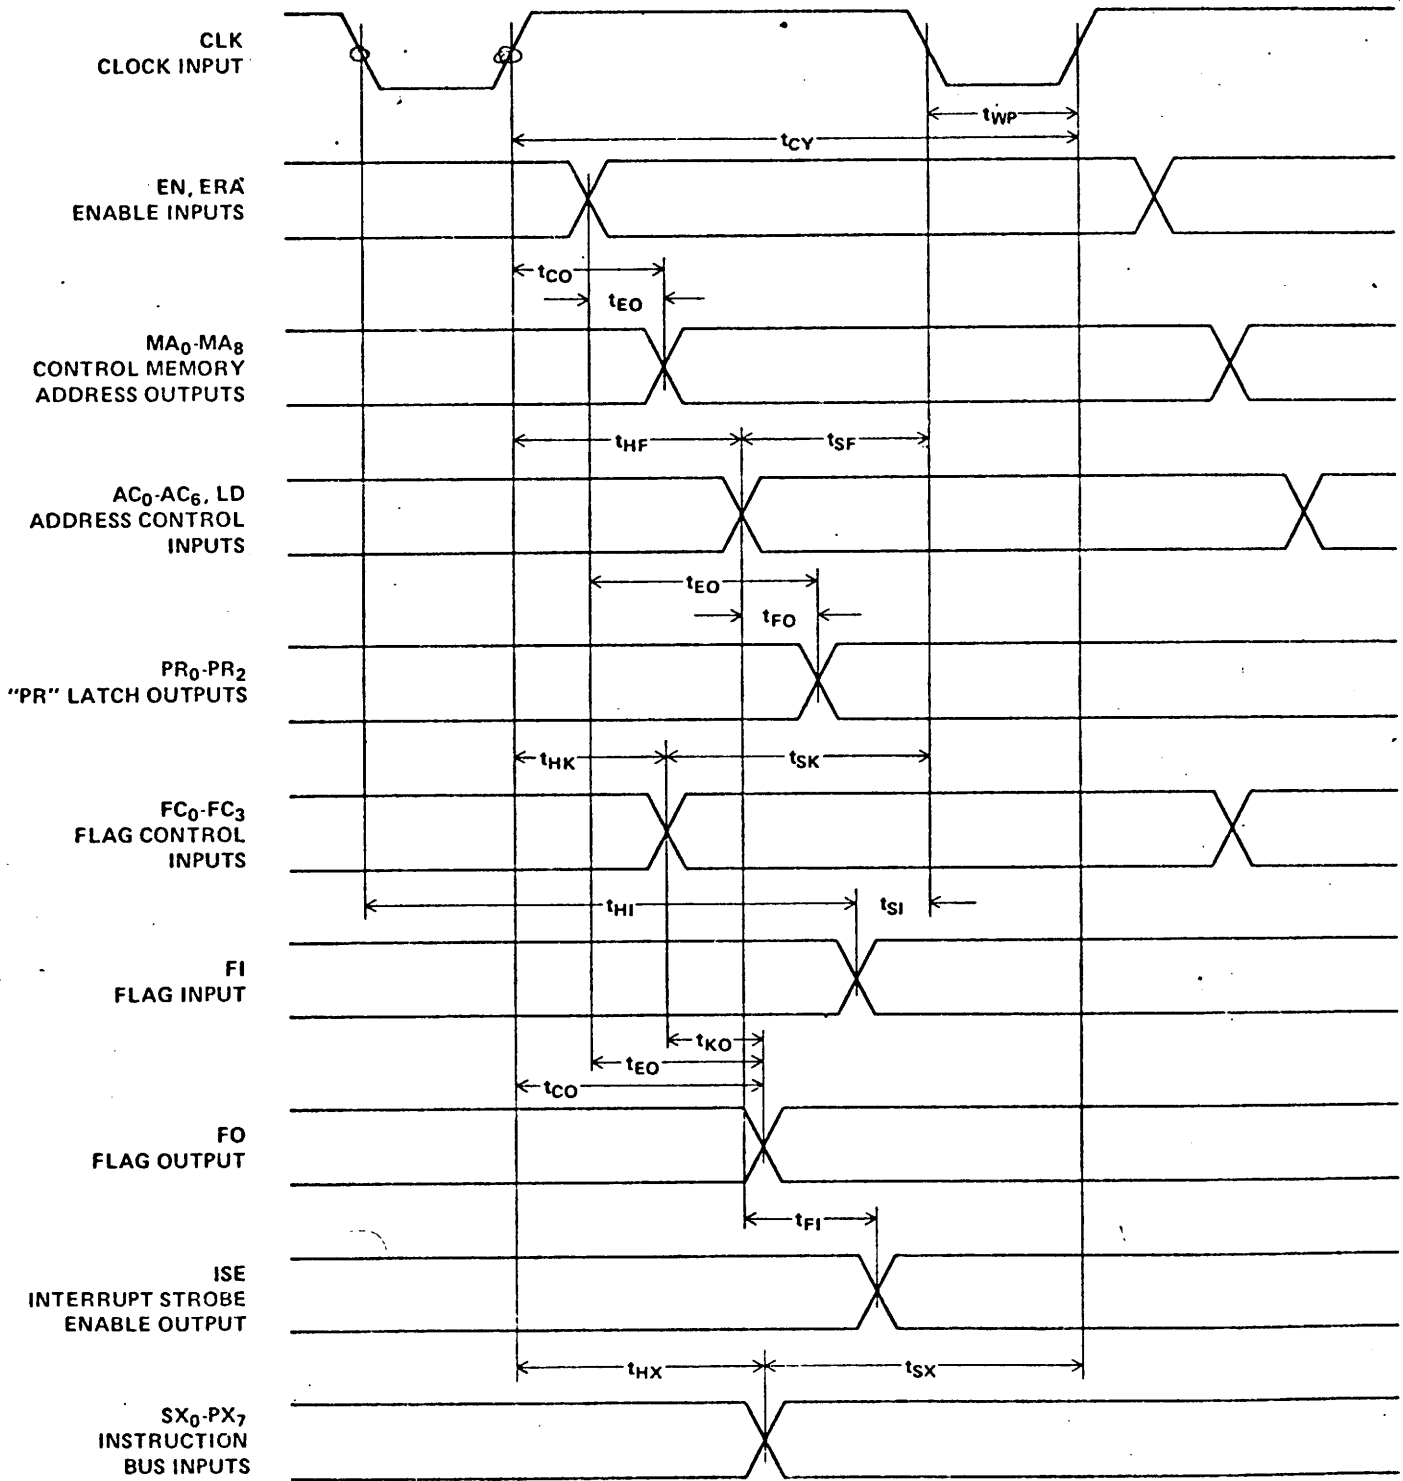 CLK
CLOCK INPUT
tWP
tCY
EN, ERA
ENABLE INPUTS
tCO
tEO
MA0-MA8
CONTROL MEMORY
ADDRESS OUTPUTS
tHF
tSF
AC0-AC6, LD
ADDRESS CONTROL
INPUTS
tEO
tFO
PR0-PR2
"PR" LATCH OUTPUTS
tHK
tSK
FC0-FC3
FLAG CONTROL
INPUTS
tHI
tSI
FI
FLAG INPUT
tKO
tEO
tCO
FO
FLAG OUTPUT
tFI
ISE
INTERRUPT STROBE
ENABLE OUTPUT
tHX
tSX
SX0-PX7
INSTRUCTION
BUS INPUTS